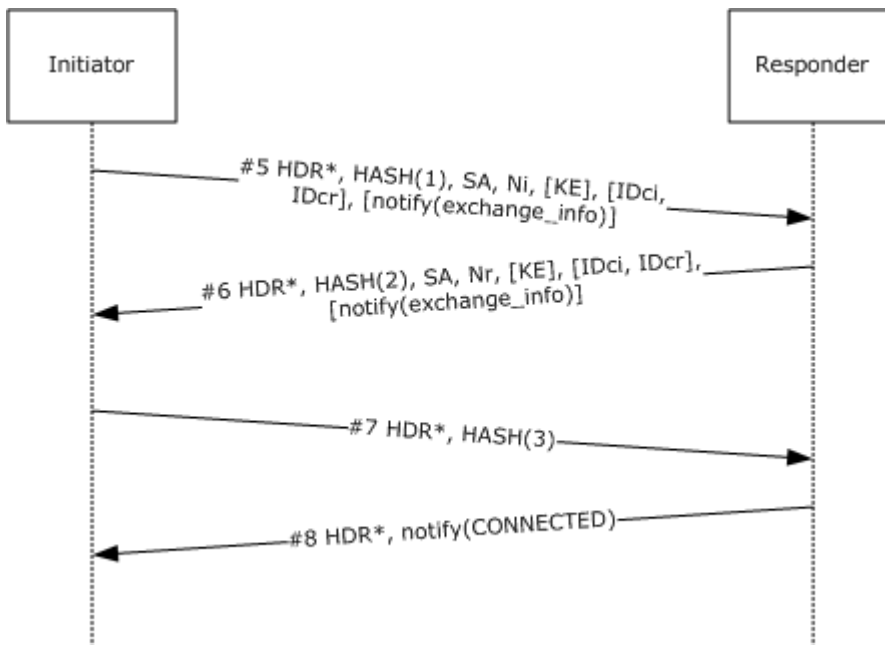 Initiator
Responder
#5 HDR*, HASH(1), SA, Ni, [KE], [IDci,
IDcr], [notify(exchange_info)]
#6 HDR*, HASH(2), SA, Nr, [KE], [IDci, IDcr],
[notify(exchange_info)]
#7 HDR*, HASH(3)
#8 HDR*, notify(CONNECTED)